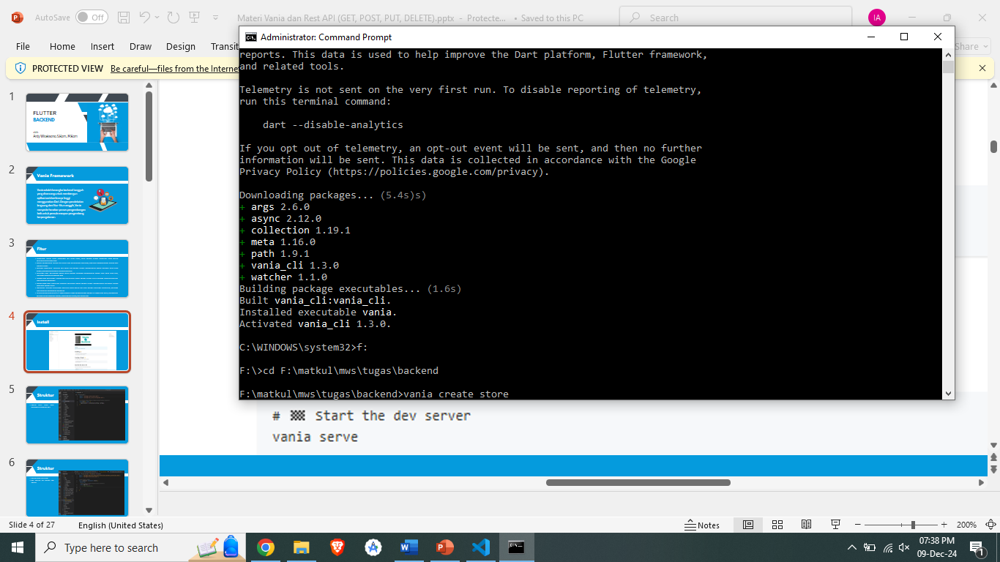 AutoSave
Off
Materi Vania dan Rest API (GET, POST, PUT, DELETE).pptx - Protecte... • Saved to this PC
Search
IA
File
Home
Insert
Draw
Design
Transit
Share
PROTECTED VIEW
Be careful—files from the Interne
Administrator: Command Prompt
reports. This data is used to help improve the Dart platform, Flutter framework,
and related tools.
Telemetry is not sent on the very first run. To disable reporting of telemetry,
run this terminal command:
dart --disable-analytics
If you opt out of telemetry, an opt-out event will be sent, and then no further
information will be sent. This data is collected in accordance with the Google
Privacy Policy (https://policies.google.com/privacy).
Downloading packages... (5.4s)s)
+ args 2.6.0
+ async 2.12.0
+ collection 1.19.1
+ meta 1.16.0
+ path 1.9.1
+ vania_cli 1.3.0
+ watcher 1.1.0
Building package executables... (1.6s)
Built vania_cli:vania_cli.
Installed executable vania.
Activated vania_cli 1.3.0.
C:\WINDOWS\system32>f:
F:\>cd F:\matkul\mws\tugas\backend
F:\matkul\mws\tugas\backend>vania create store
# Start the dev server
vania serve
1
FLUTTER
BACKEND
2
Vania Framework
3
Fitur
4
Install
5
Struktur
6
Struktur
Slide 4 of 27
English (United States)
Notes
200%
Type here to search
07:38 PM
09-Dec-24
1